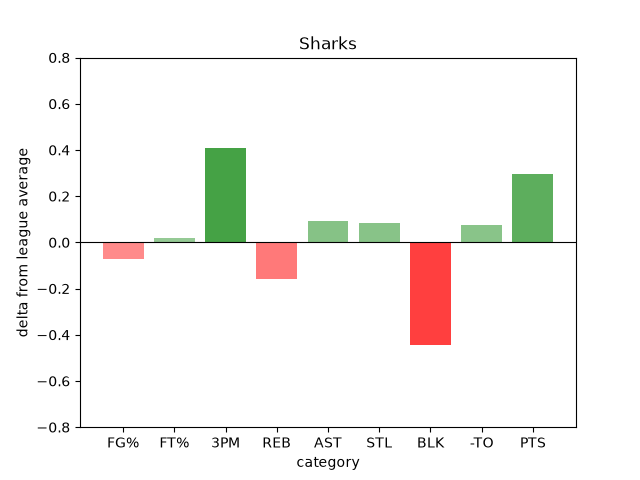 Sharks
0.8
0.6
0.4
0.2
0.0
−0.2
−0.4
−0.6
−0.8
delta from league average
FG% FT% 3PM REB AST STL BLK -TO PTS
category